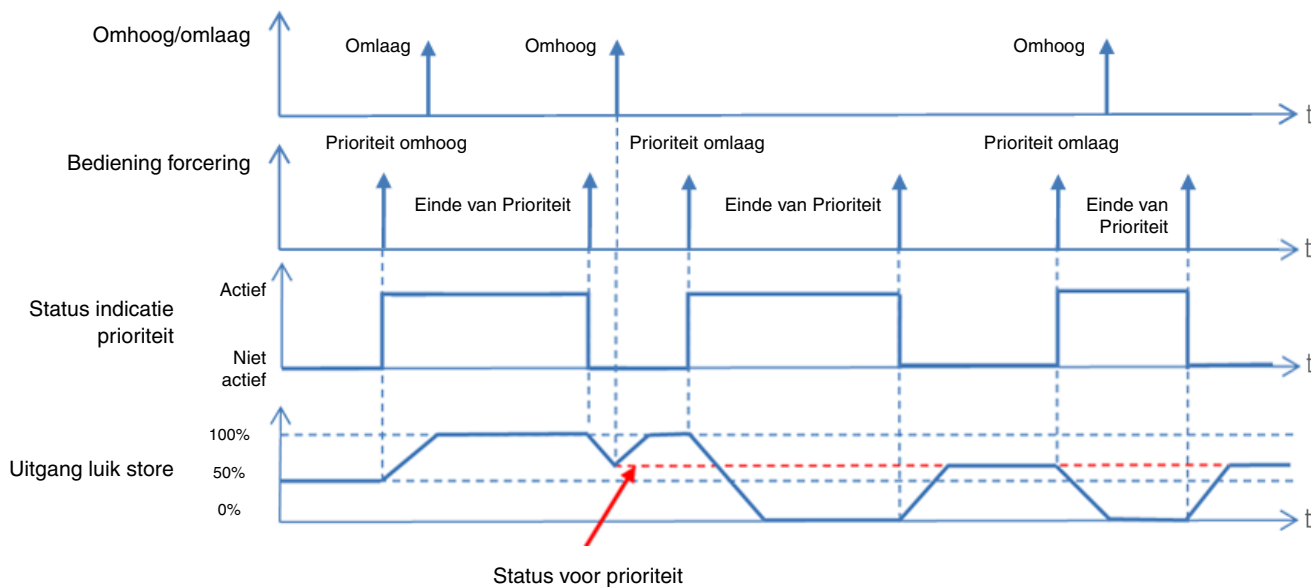 Omhoog/omlaag
Omlaag
Omhoog
Omhoog
t
Prioriteit omhoog
Prioriteit omlaag
Prioriteit omlaag
Bediening forcering
Einde van Prioriteit
Einde van Prioriteit
Einde van
Prioriteit
t
Status indicatie
prioriteit
Actief
Niet
actief
t
Uitgang luik store
100%
50%
0%
t
Status voor prioriteit